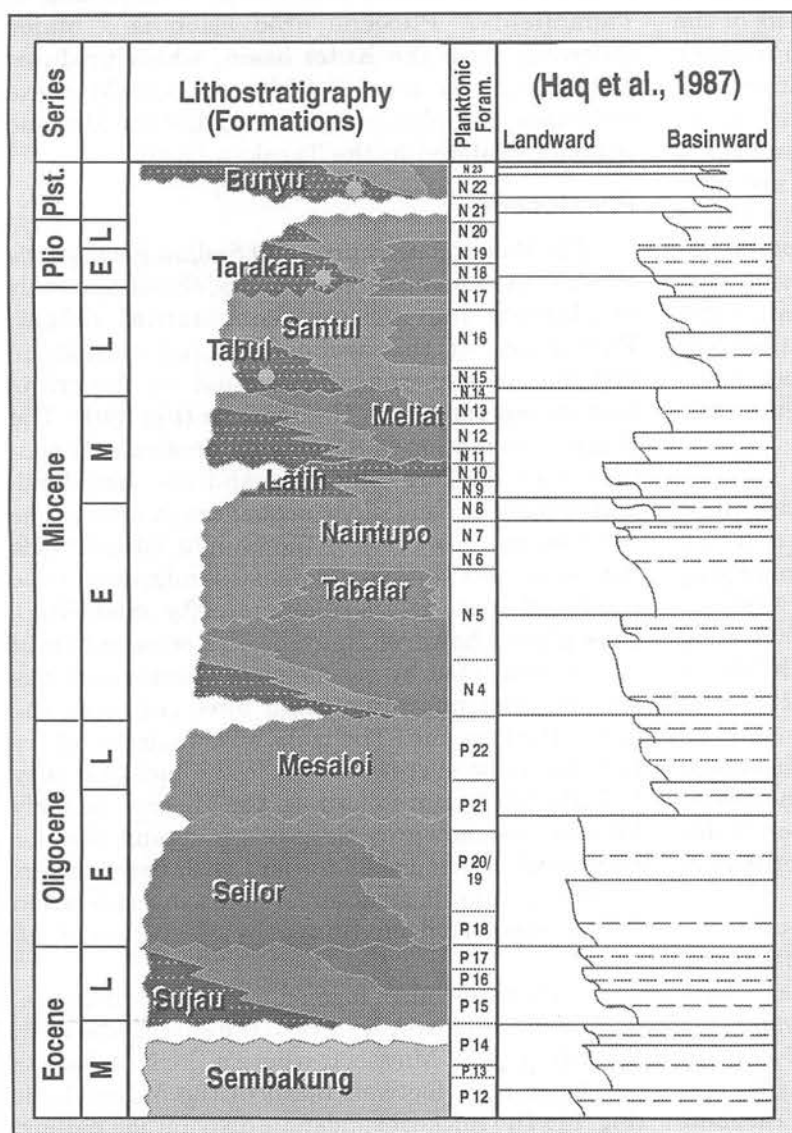 Series
Lithostratigraphy
(Formations)
Planktonic
Foram.
(Haq et al., 1987)
Landward Basinward
Plst.
Plio
Miocene
Oligocene
Eocene
L
E
L
M
E
L
E
L
M
Bunyu
Tarakan
Santul
Tabul
Meliat
Latih
Naintupo
Tabalar
Mesaloi
Seilor
Sujau
Sembakung
N 23
N 22
N 21
N 20
N 19
N 18
N 17
N 16
N 15
N 14
N 13
N 12
N 11
N 10
N 9
N 8
N 7
N 6
N 5
N 4
P 22
P 21
P 20/
19
P 18
P 17
P 16
P 15
P 14
P 13
P 12